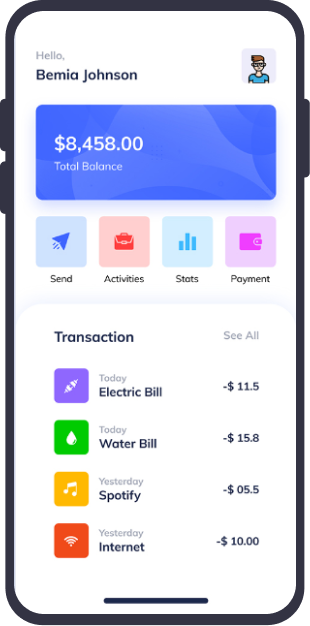 Hello,
Bemia Johnson
$8,458.00
Total Balance
Send Activities Stats Payment
Transaction See All
Today
Electric Bill -$ 11.5
Today
Water Bill -$ 15.8
Yesterday
Spotify -$ 05.5
Yesterday
Internet -$ 10.00